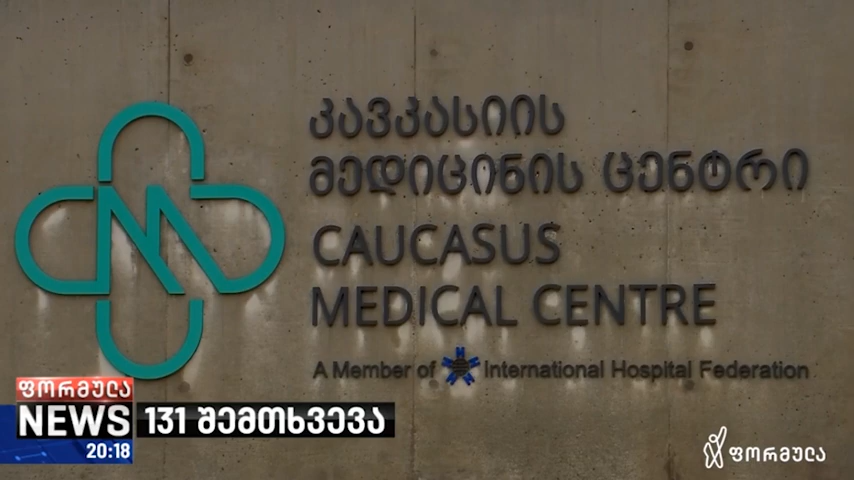 კავკასიის
მედიცინის ცენტრი
CAUCASUS
MEDICAL CENTRE
A Member of International Hospital Federation
ფორმულა
NEWS
20:18
131 შემთხვევა
ფორმულა